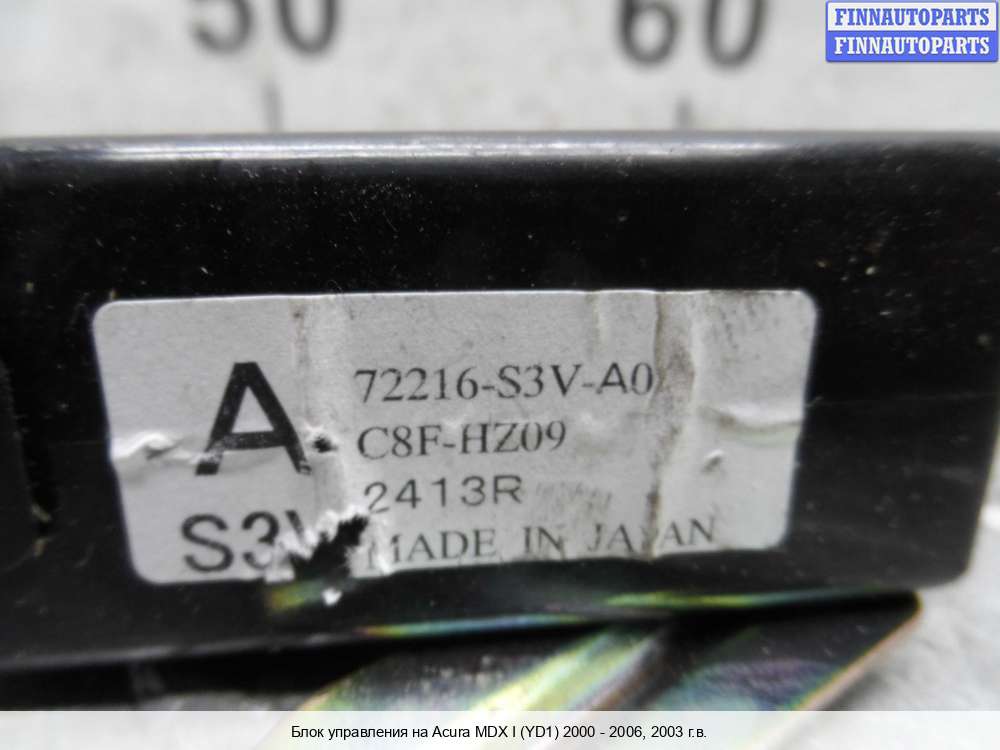 50 60
FINNAUTOPARTS
FINNAUTOPARTS
A
72216-S3V-A0
C8F-HZ09
2413R
S3V
MADE IN JAPAN
Блок управления на Acura MDX I (YD1) 2000 - 2006, 2003 г.в.